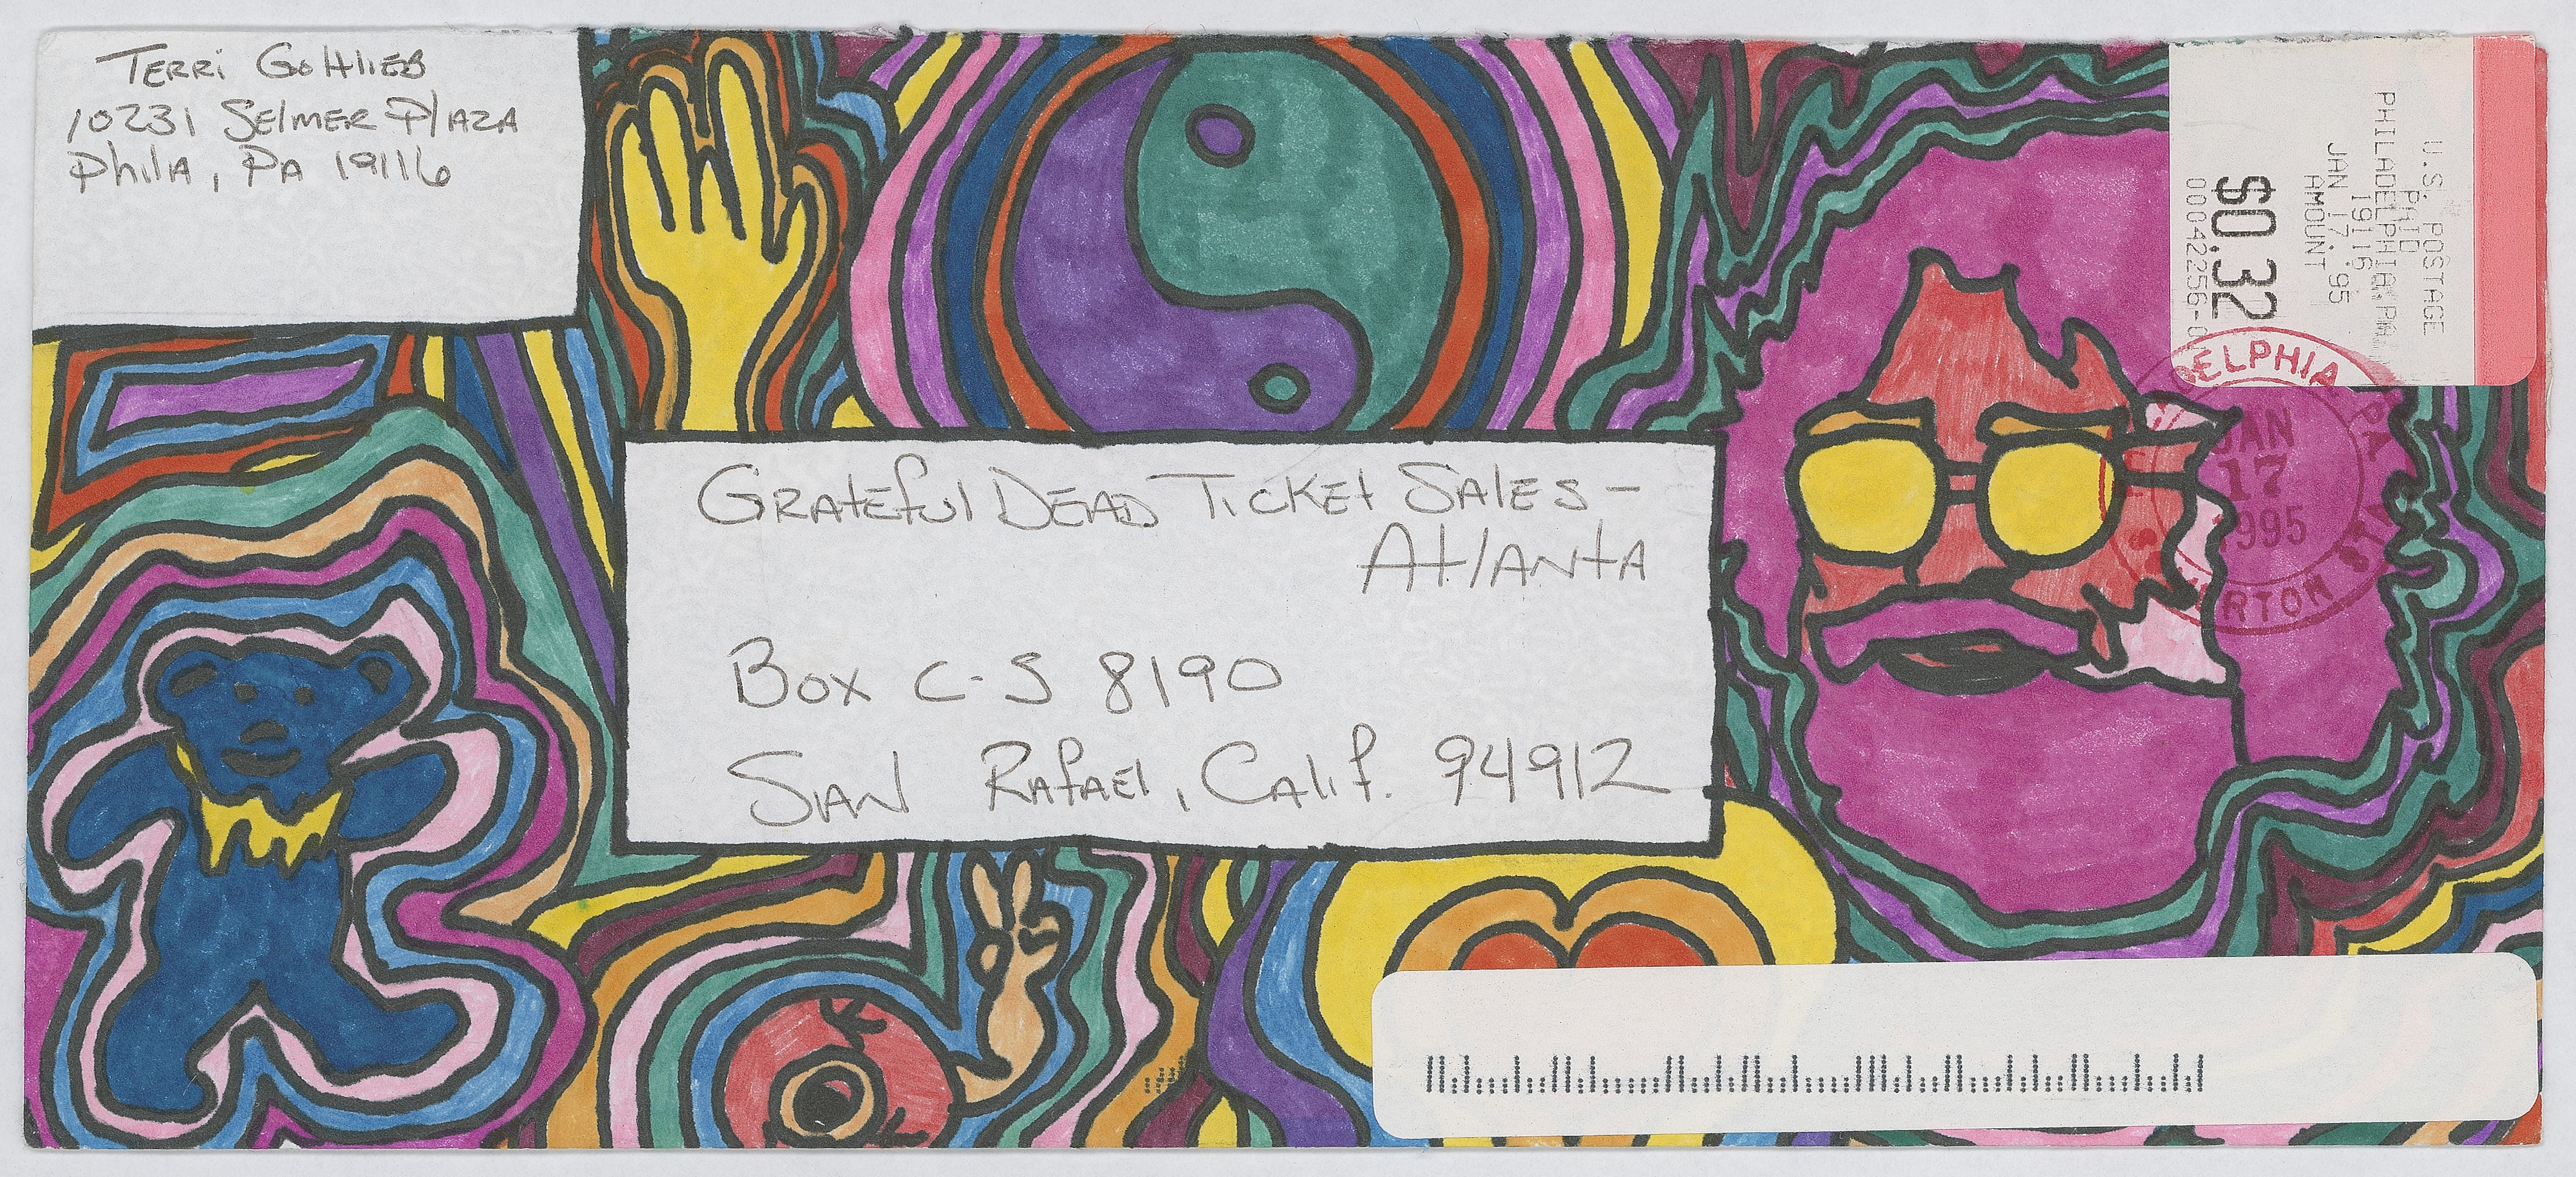 Terri Gottlieb
10231 Selmer Plaza
Phila, Pa 19116
U.S. POSTAGE
PAID
PHILADELPHIA, PA
19116
JAN 17, '95
AMOUNT
$0.32
00042256-0
JAN
17
1995
Grateful Dead Ticket Sales -
Atlanta
Box C-S 8190
San Rafael, Calif. 94912